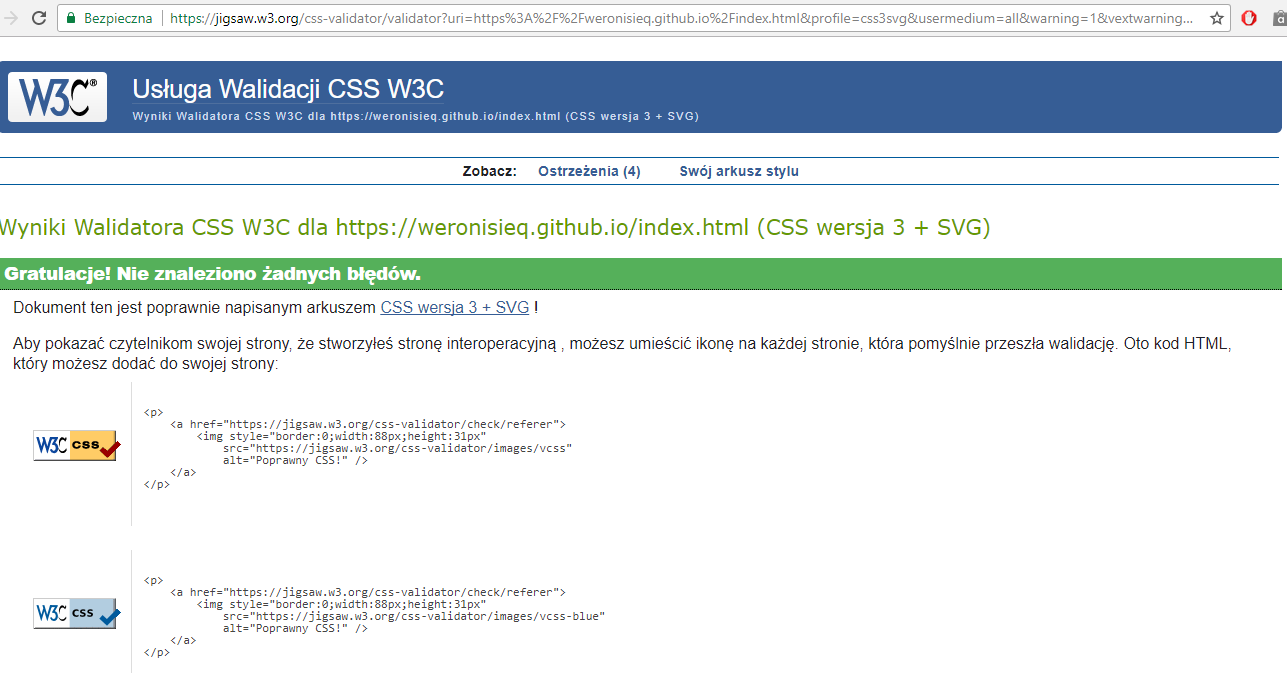 Bezpieczna
https://jigsaw.w3.org/css-validator/validator?uri=https%3A%2F%2Fweronisieq.github.io%2Findex.html&profile=css3svg&usermedium=all&warning=1&vextwarning...
W3C® Usługa Walidacji CSS W3C
Wyniki Walidatora CSS W3C dla https://weronisieq.github.io/index.html (CSS wersja 3 + SVG)
Zobacz: Ostrzeżenia (4) Swój arkusz stylu
Wyniki Walidatora CSS W3C dla https://weronisieq.github.io/index.html (CSS wersja 3 + SVG)
Gratulacje! Nie znaleziono żadnych błędów.
Dokument ten jest poprawnie napisanym arkuszem CSS wersja 3 + SVG !
Aby pokazać czytelnikom swojej strony, że stworzyłeś stronę interoperacyjną , możesz umieścić ikonę na każdej stronie, która pomyślnie przeszła walidację. Oto kod HTML,
który możesz dodać do swojej strony:
W3C css
<p>
<a href="https://jigsaw.w3.org/css-validator/check/referer">
<img style="border:0;width:88px;height:31px"
src="https://jigsaw.w3.org/css-validator/images/vcss"
alt="Poprawny CSS!" />
</a>
</p>
W3C css
<p>
<a href="https://jigsaw.w3.org/css-validator/check/referer">
<img style="border:0;width:88px;height:31px"
src="https://jigsaw.w3.org/css-validator/images/vcss-blue"
alt="Poprawny CSS!" />
</a>
</p>